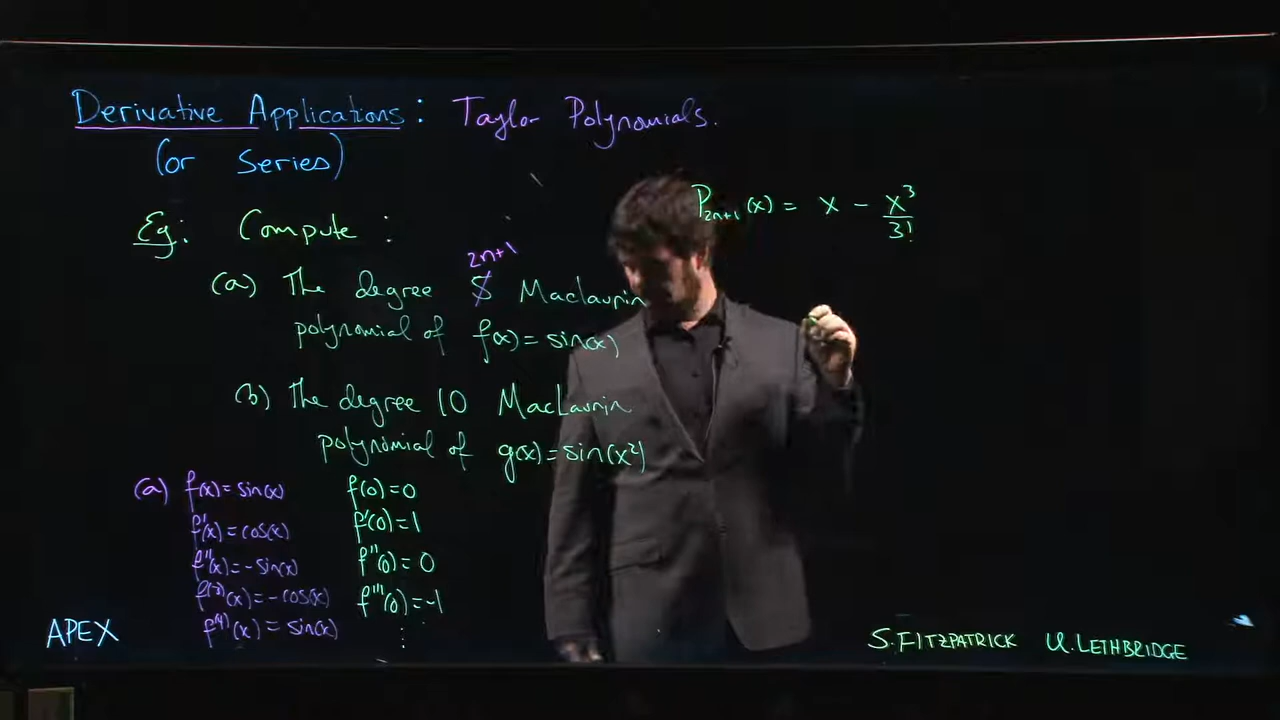 Derivative Applications: Taylor Polynomials.
(or Series)
Eg: Compute:
(a) The degree 5 2n+1 Maclaurin
polynomial of f(x) = sin(x)
(b) The degree 10 MacLaurin
polynomial of g(x) = sin(x²)
(a) f(x) = sin(x) f(0) = 0
f'(x) = cos(x) f'(0) = 1
f''(x) = -sin(x) f''(0) = 0
f⁽³⁾(x) = -cos(x) f'''(0) = -1
f⁽⁴⁾(x) = sin(x) ⋮
P₂ₙ₊₁(x) = x - x³/3!
APEX
S. FITZPATRICK U. LETHBRIDGE